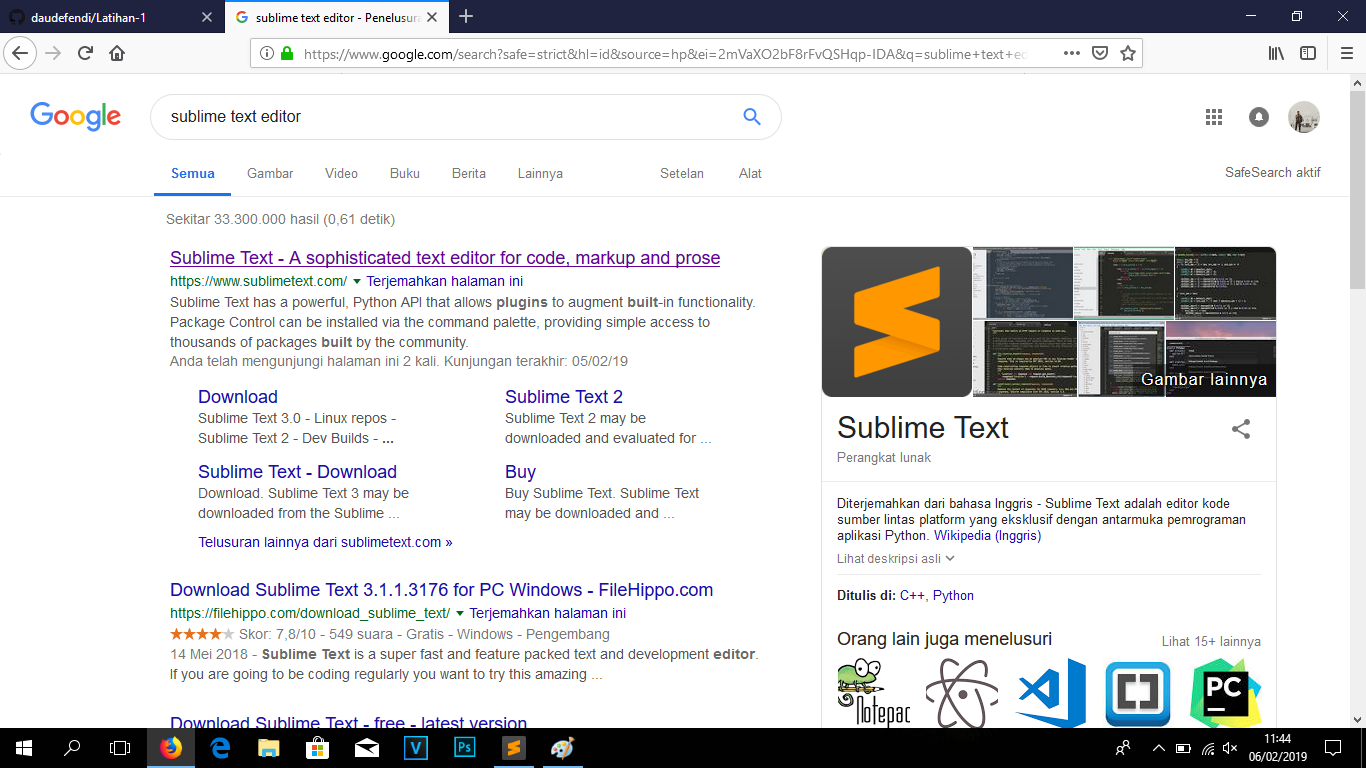 daudefendi/Latihan-1
sublime text editor - Penelusura
https://www.google.com/search?safe=strict&hl=id&source=hp&ei=2mVaXO2bF8rFvQSHqp-IDA&q=sublime+text+ed
Google
sublime text editor
Semua Gambar Video Buku Berita Lainnya Setelan Alat
SafeSearch aktif
Sekitar 33.300.000 hasil (0,61 detik)
Sublime Text - A sophisticated text editor for code, markup and prose
https://www.sublimetext.com/ Terjemahkan halaman ini
Sublime Text has a powerful, Python API that allows plugins to augment built-in functionality.
Package Control can be installed via the command palette, providing simple access to
thousands of packages built by the community.
Anda telah mengunjungi halaman ini 2 kali. Kunjungan terakhir: 05/02/19
Download
Sublime Text 3.0 - Linux repos -
Sublime Text 2 - Dev Builds - ...
Sublime Text 2
Sublime Text 2 may be
downloaded and evaluated for ...
Sublime Text - Download
Download. Sublime Text 3 may be
downloaded from the Sublime ...
Buy
Buy Sublime Text. Sublime Text
may be downloaded and ...
Telusuran lainnya dari sublimetext.com »
Download Sublime Text 3.1.1.3176 for PC Windows - FileHippo.com
https://filehippo.com/download_sublime_text/ Terjemahkan halaman ini
Skor: 7,8/10 - 549 suara - Gratis - Windows - Pengembang
14 Mei 2018 - Sublime Text is a super fast and feature packed text and development editor.
If you are going to be coding regularly you want to try this amazing ...
Download Sublime Text - free - latest version
Gambar lainnya
Sublime Text
Perangkat lunak
Diterjemahkan dari bahasa Inggris - Sublime Text adalah editor kode
sumber lintas platform yang eksklusif dengan antarmuka pemrograman
aplikasi Python. Wikipedia (Inggris)
Lihat deskripsi asli
Ditulis di: C++, Python
Orang lain juga menelusuri
Lihat 15+ lainnya
Notepac
PC
V
Ps
11:44
06/02/2019